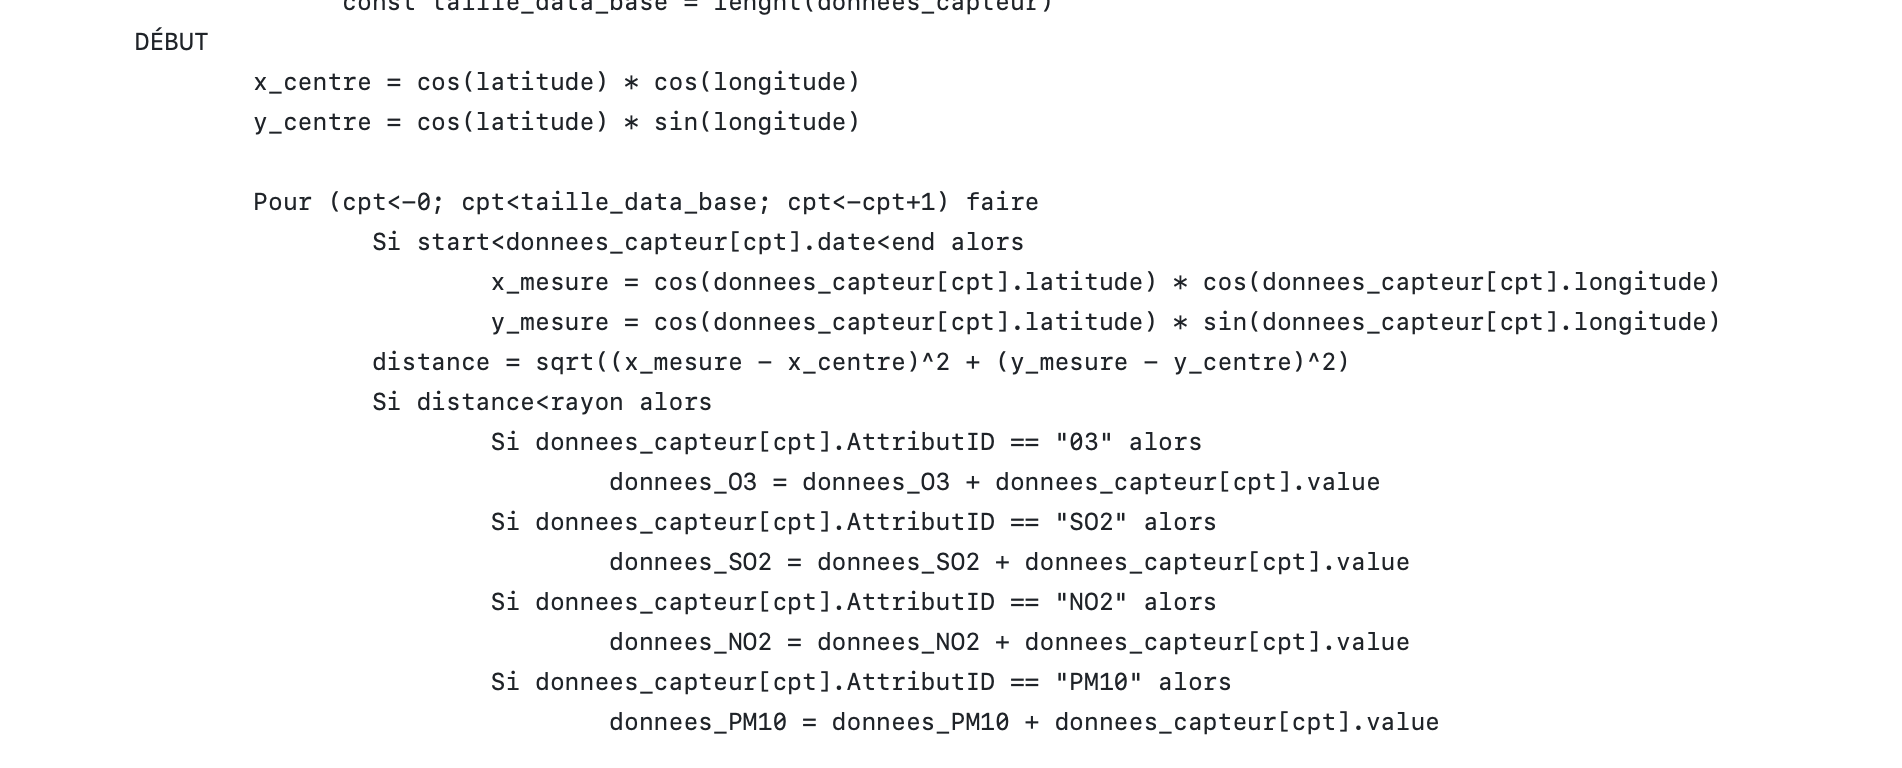 const taille_data_base = lenght(donnees_capteur)
DÉBUT
x_centre = cos(latitude) * cos(longitude)
y_centre = cos(latitude) * sin(longitude)
Pour (cpt<-0; cpt<taille_data_base; cpt<-cpt+1) faire
Si start<donnees_capteur[cpt].date<end alors
x_mesure = cos(donnees_capteur[cpt].latitude) * cos(donnees_capteur[cpt].longitude)
y_mesure = cos(donnees_capteur[cpt].latitude) * sin(donnees_capteur[cpt].longitude)
distance = sqrt((x_mesure - x_centre)^2 + (y_mesure - y_centre)^2)
Si distance<rayon alors
Si donnees_capteur[cpt].AttributID == "03" alors
donnees_O3 = donnees_O3 + donnees_capteur[cpt].value
Si donnees_capteur[cpt].AttributID == "SO2" alors
donnees_SO2 = donnees_SO2 + donnees_capteur[cpt].value
Si donnees_capteur[cpt].AttributID == "NO2" alors
donnees_NO2 = donnees_NO2 + donnees_capteur[cpt].value
Si donnees_capteur[cpt].AttributID == "PM10" alors
donnees_PM10 = donnees_PM10 + donnees_capteur[cpt].value